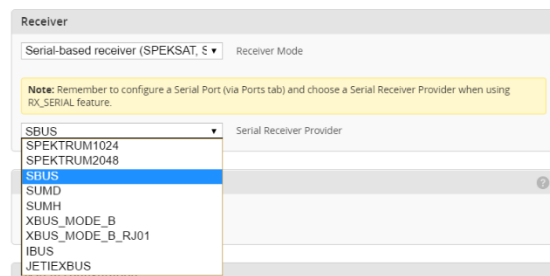 Receiver
Serial-based receiver (SPEKSAT, S
Receiver Mode
Note: Remember to configure a Serial Port (via Ports tab) and choose a Serial Receiver Provider when using
RX_SERIAL feature.
SBUS
Serial Receiver Provider
SPEKTRUM1024
SPEKTRUM2048
SBUS
SUMD
SUMH
XBUS_MODE_B
XBUS_MODE_B_RJ01
IBUS
JETIEXBUS
?